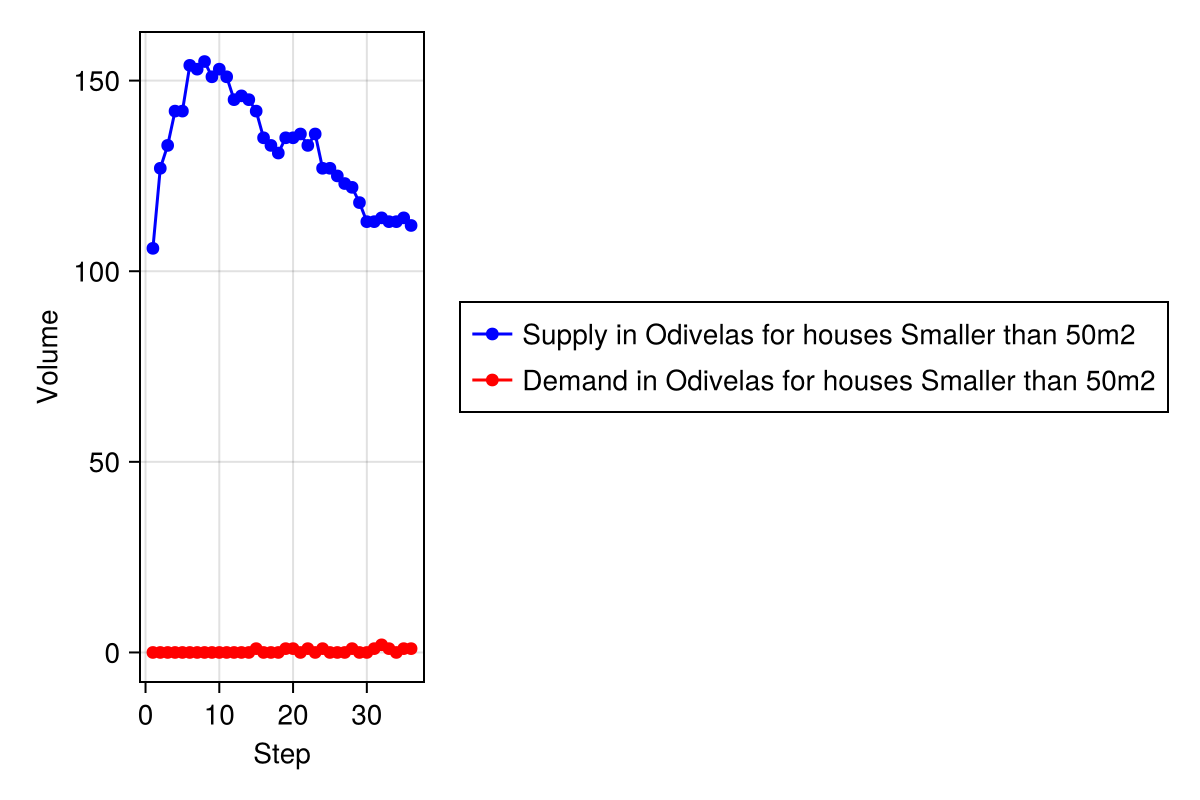 150
100
50
0
Volume
0 10 20 30
Step
Supply in Odivelas for houses Smaller than 50m2
Demand in Odivelas for houses Smaller than 50m2